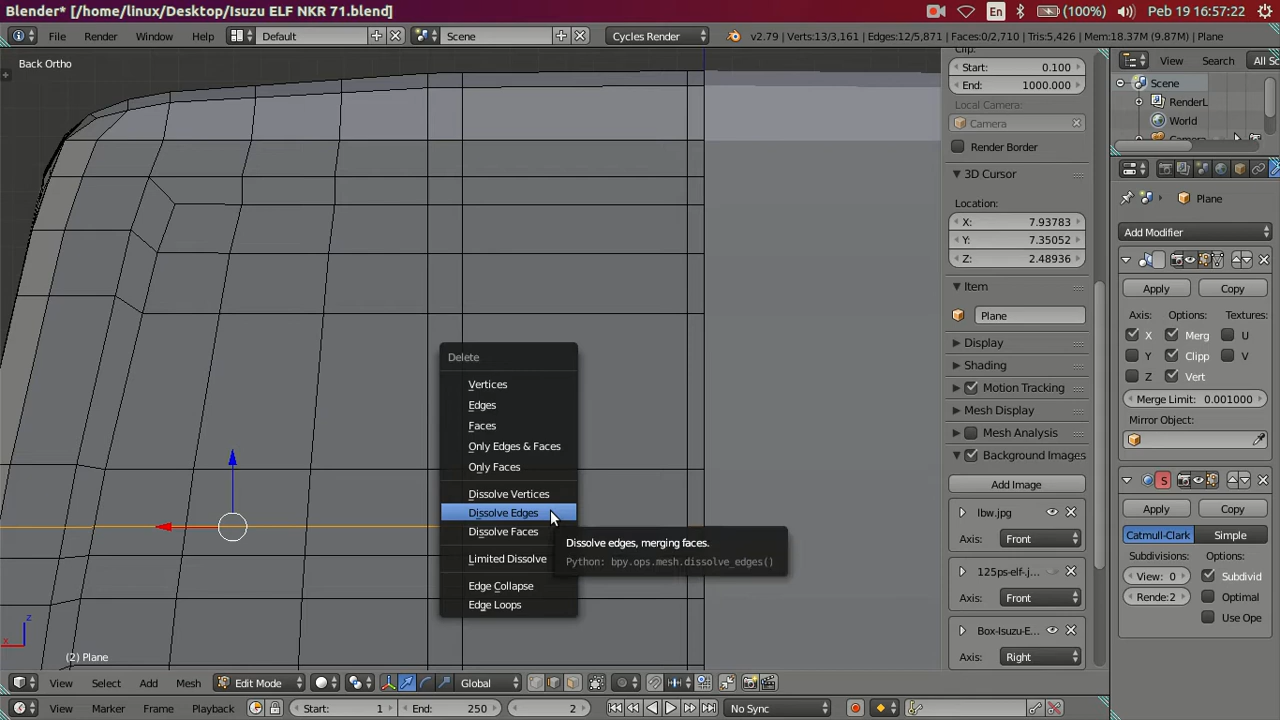 Blender* [/home/linux/Desktop/Isuzu ELF NKR 71.blend]
En
(100%)
Peb 19 16:57:22
File
Render
Window
Help
Default
Scene
Cycles Render
v2.79 | Verts:13/3,161 | Edges:12/5,871 | Faces:0/2,710 | Tris:5,426 | Mem:18.37M (9.87M) | Plane
Back Ortho
Clip:
Start: 0.100
End: 1000.000
Local Camera:
Camera
Render Border
3D Cursor
Location:
X: 7.93783
Y: 7.35052
Z: 2.48936
Item
Plane
Display
Shading
Motion Tracking
Mesh Display
Mesh Analysis
Background Images
Add Image
lbw.jpg
Axis: Front
125ps-elf-.j...
Axis: Front
Box-Isuzu-E...
Axis: Right
View
Search
All Sc
Scene
RenderL
World
Camera
Plane
Add Modifier
Apply
Copy
Axis:
Options:
Textures:
X
Merg
U
Y
Clipp
V
Z
Vert
Merge Limit: 0.001000
Mirror Object:
S
Apply
Copy
Catmull-Clark
Simple
Subdivisions:
Options:
View: 0
Subdivid
Rende:2
Optimal
Use Ope
Delete
Vertices
Edges
Faces
Only Edges & Faces
Only Faces
Dissolve Vertices
Dissolve Edges
Dissolve Faces
Limited Dissolve
Edge Collapse
Edge Loops
Dissolve edges, merging faces.
Python: bpy.ops.mesh.dissolve_edges()
z
x
(2) Plane
View
Select
Add
Mesh
Edit Mode
Global
View
Marker
Frame
Playback
Start: 1
End: 250
2
No Sync